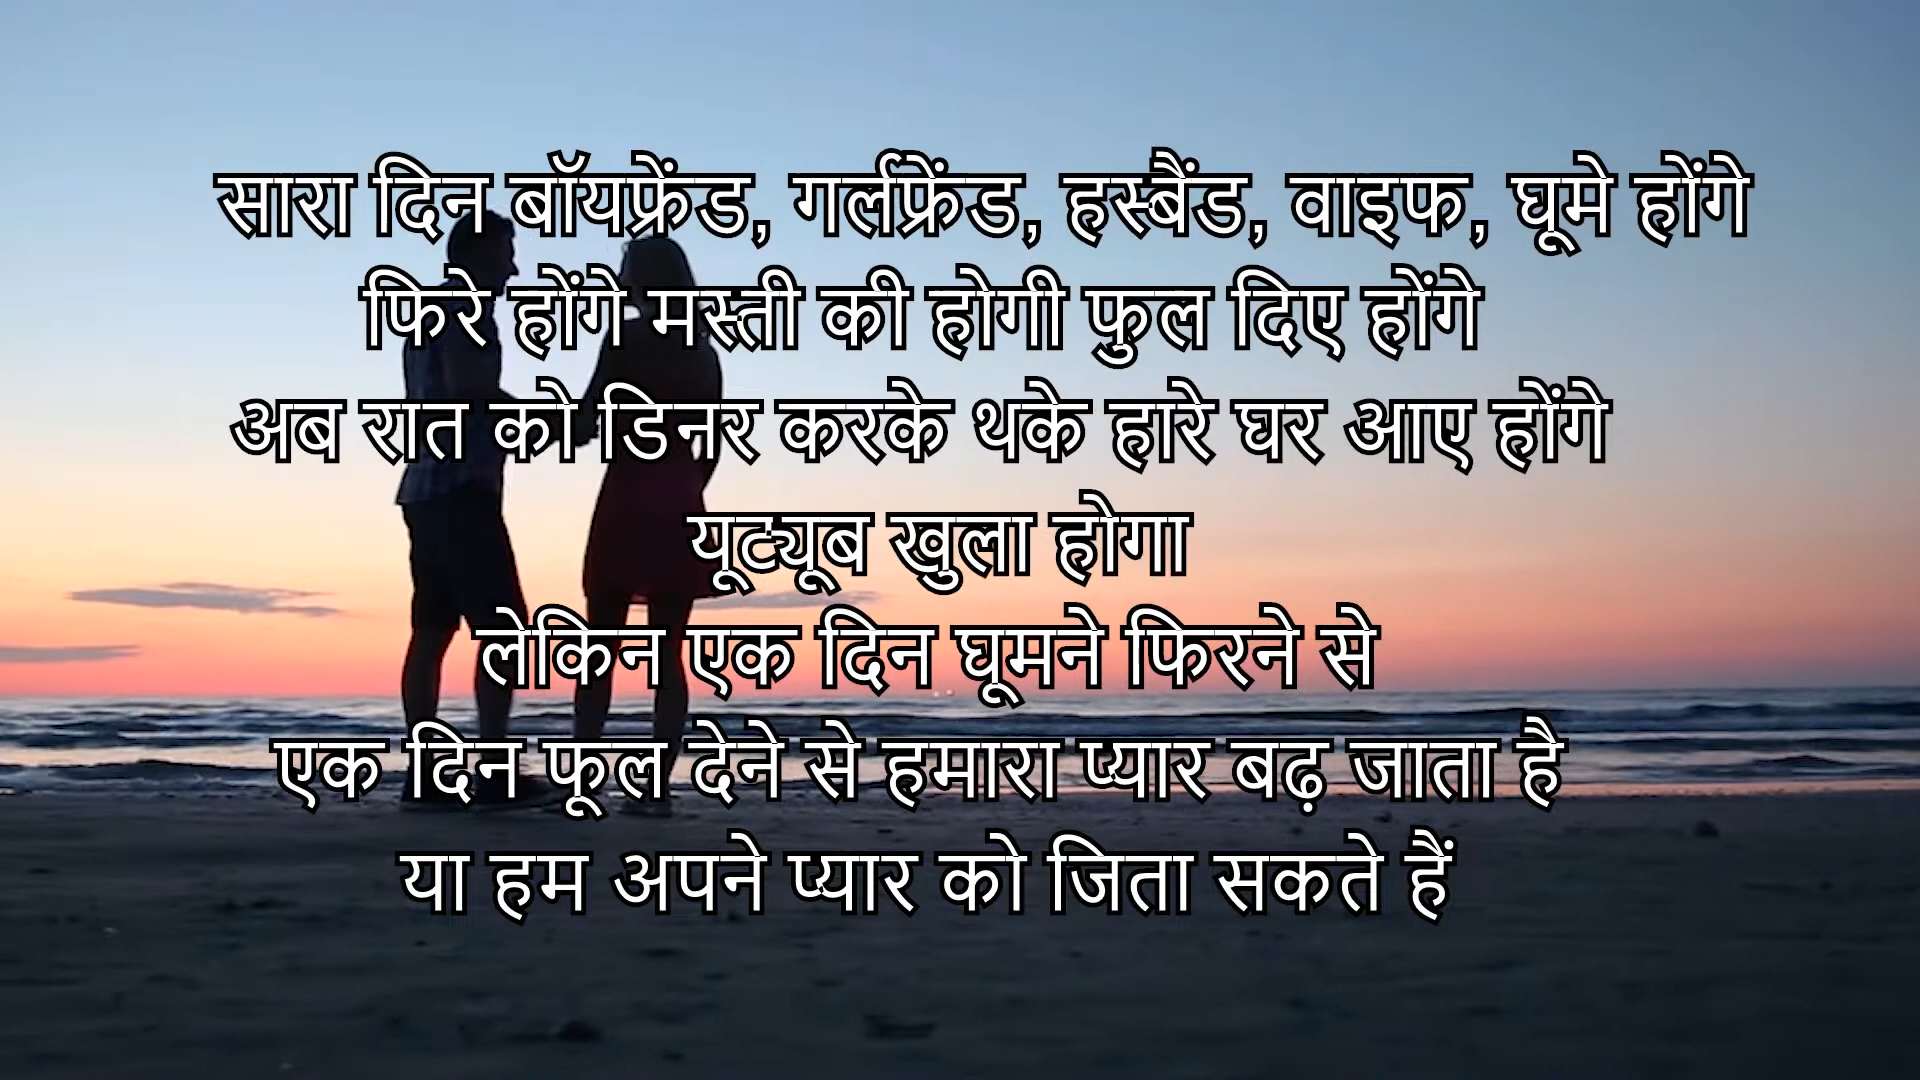 सारा दिन बॉयफ्रेंड, गर्लफ्रेंड, हस्बैंड, वाइफ, घूमे होंगे
फिरे होंगे मस्ती की होगी फुल दिए होंगे
अब रात को डिनर करके थके हारे घर आए होंगे
यूट्यूब खुला होगा
लेकिन एक दिन घूमने फिरने से
एक दिन फूल देने से हमारा प्यार बढ़ जाता है
या हम अपने प्यार को जिता सकते हैं